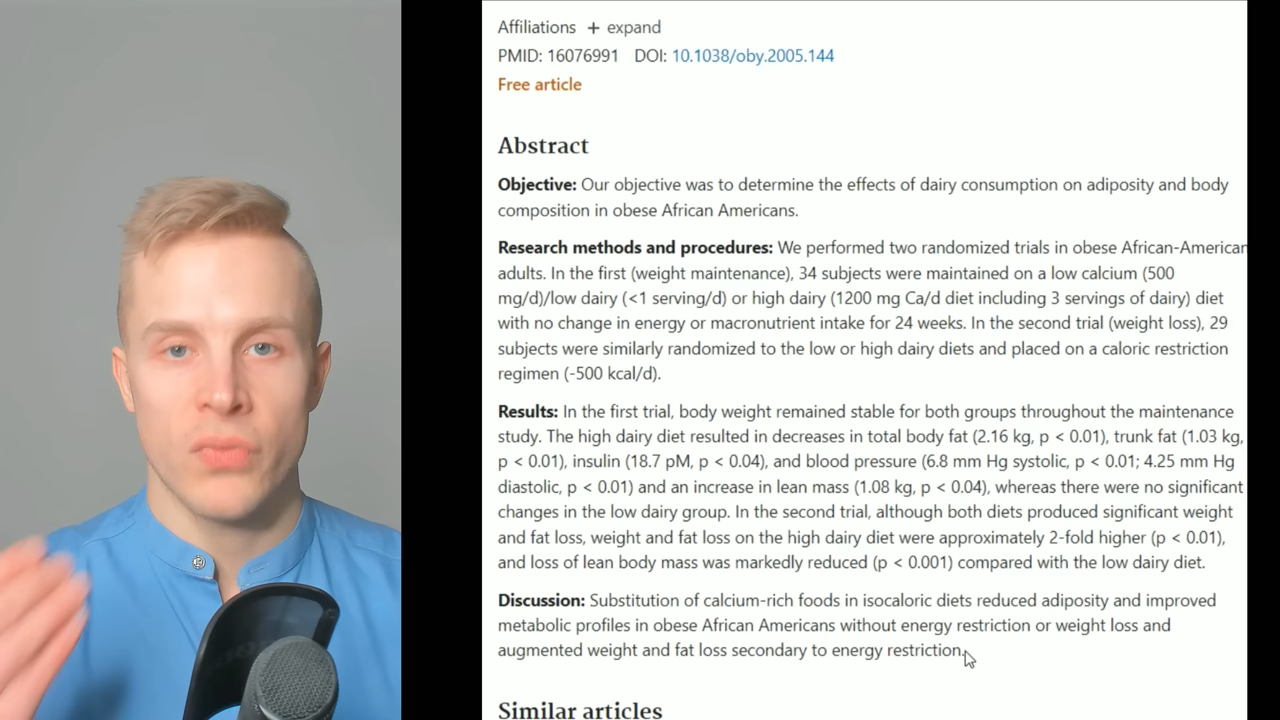 Affiliations + expand
PMID: 16076991 DOI: 10.1038/oby.2005.144
Free article
Abstract
Objective: Our objective was to determine the effects of dairy consumption on adiposity and body
composition in obese African Americans.
Research methods and procedures: We performed two randomized trials in obese African-American
adults. In the first (weight maintenance), 34 subjects were maintained on a low calcium (500
mg/d)/low dairy (<1 serving/d) or high dairy (1200 mg Ca/d diet including 3 servings of dairy) diet
with no change in energy or macronutrient intake for 24 weeks. In the second trial (weight loss), 29
subjects were similarly randomized to the low or high dairy diets and placed on a caloric restriction
regimen (-500 kcal/d).
Results: In the first trial, body weight remained stable for both groups throughout the maintenance
study. The high dairy diet resulted in decreases in total body fat (2.16 kg, p < 0.01), trunk fat (1.03 kg,
p < 0.01), insulin (18.7 pM, p < 0.04), and blood pressure (6.8 mm Hg systolic, p < 0.01; 4.25 mm Hg
diastolic, p < 0.01) and an increase in lean mass (1.08 kg, p < 0.04), whereas there were no significant
changes in the low dairy group. In the second trial, although both diets produced significant weight
and fat loss, weight and fat loss on the high dairy diet were approximately 2-fold higher (p < 0.01),
and loss of lean body mass was markedly reduced (p < 0.001) compared with the low dairy diet.
Discussion: Substitution of calcium-rich foods in isocaloric diets reduced adiposity and improved
metabolic profiles in obese African Americans without energy restriction or weight loss and
augmented weight and fat loss secondary to energy restriction.
Similar articles